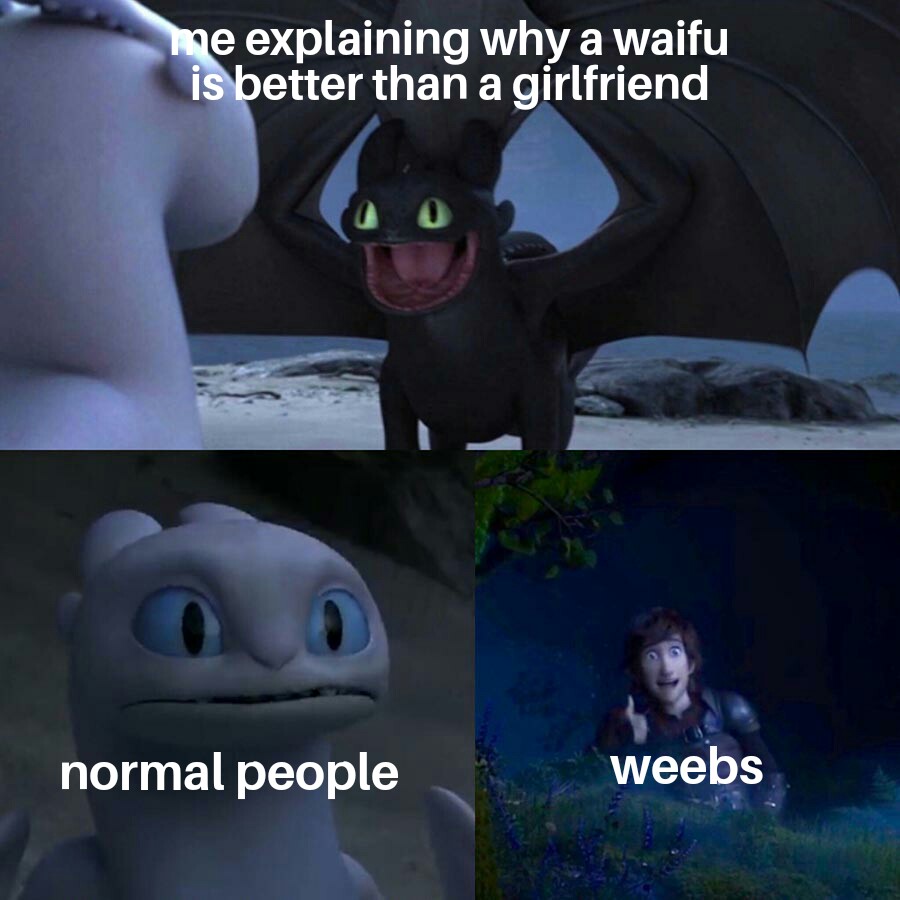 me explaining why a waifu
is better than a girlfriend
normal people
weebs